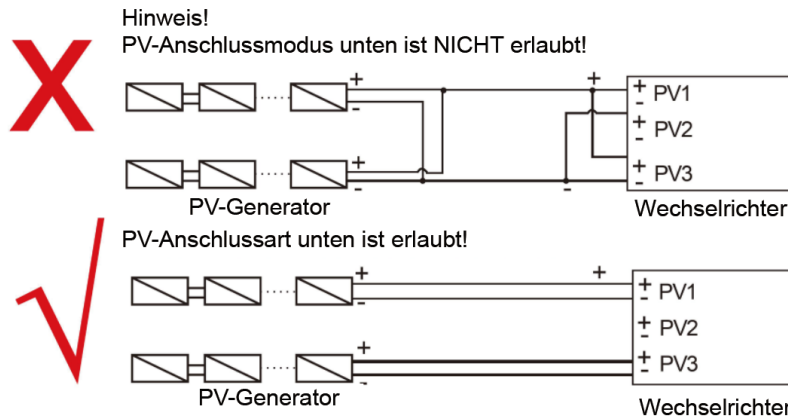 Hinweis!
PV-Anschlussmodus unten ist NICHT erlaubt!
X
+
-
+
+ PV1
-
+ PV2
-
+
-
-
+ PV3
-
PV-Generator
Wechselrichter
PV-Anschlussart unten ist erlaubt!
+
-
+
+ PV1
-
+ PV2
-
+
-
+ PV3
-
PV-Generator
Wechselrichter